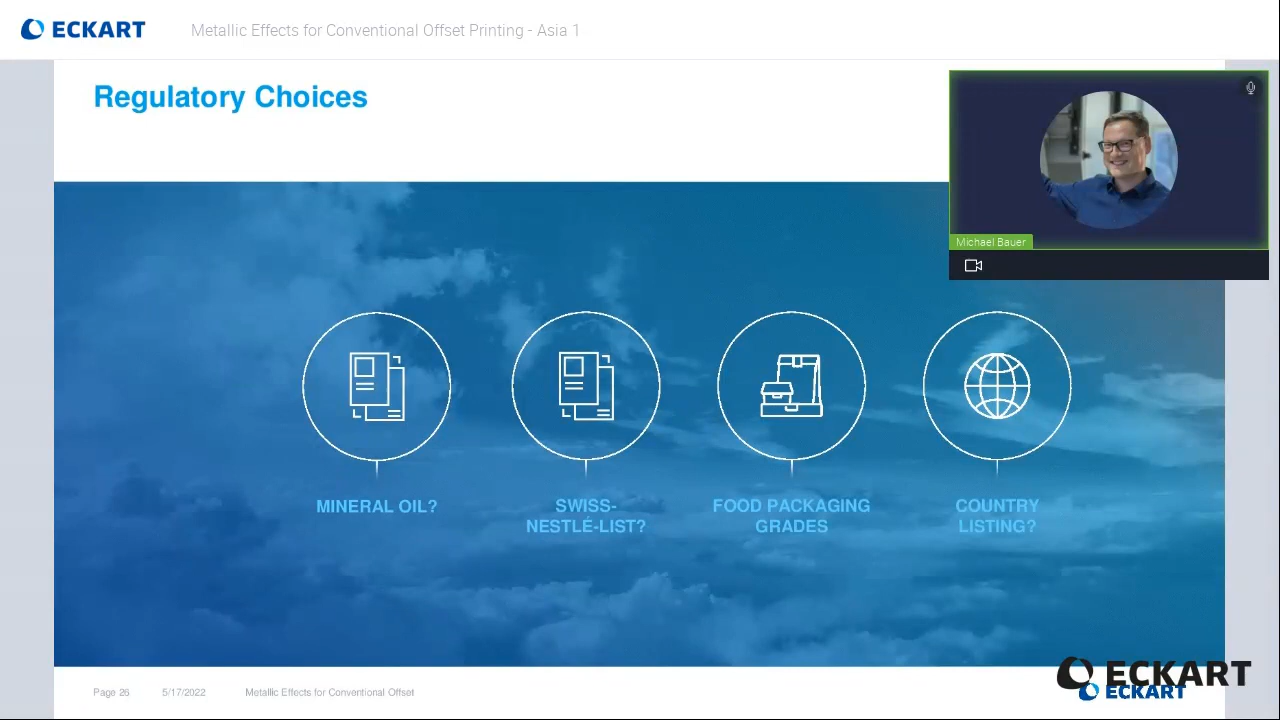 ECKART
Metallic Effects for Conventional Offset Printing - Asia 1
Regulatory Choices
Michael Bauer
MINERAL OIL?
SWISS-
NESTLÉ-LIST?
FOOD PACKAGING
GRADES
COUNTRY
LISTING?
Page 26
5/17/2022
Metallic Effects for Conventional Offset
ECKART
ECKART